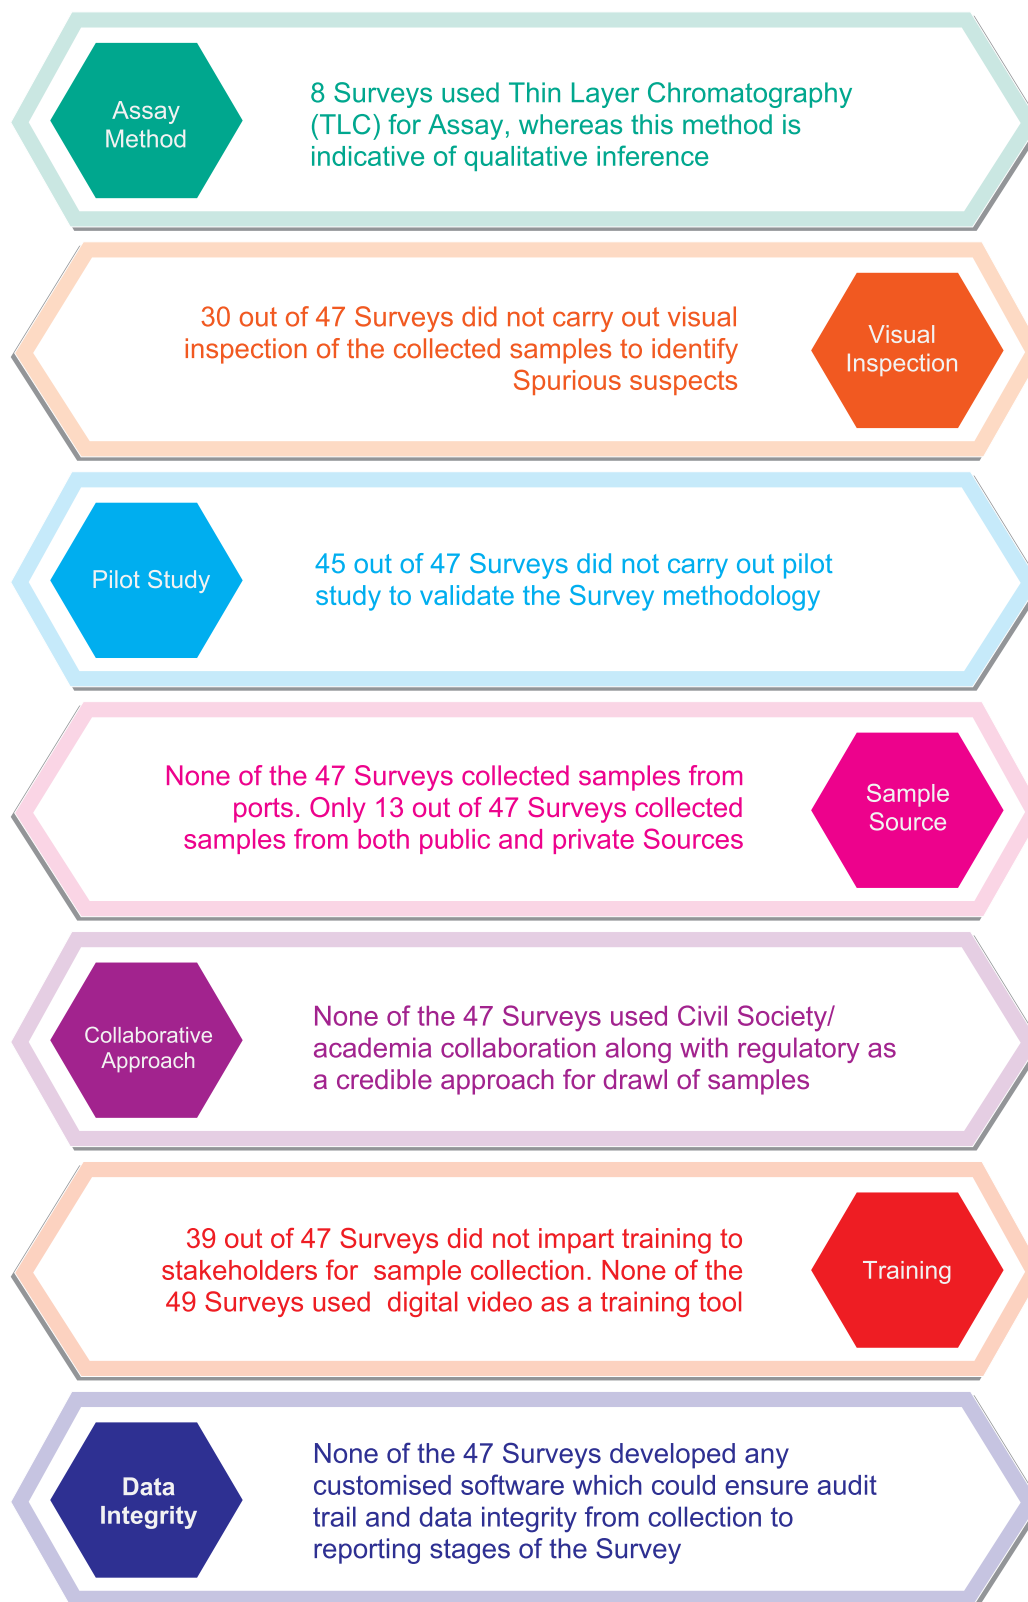 Assay
Method
8 Surveys used Thin Layer Chromatography
(TLC) for Assay, whereas this method is
indicative of qualitative inference
30 out of 47 Surveys did not carry out visual
inspection of the collected samples to identify
Spurious suspects
Visual
Inspection
Pilot Study
45 out of 47 Surveys did not carry out pilot
study to validate the Survey methodology
None of the 47 Surveys collected samples from
ports. Only 13 out of 47 Surveys collected
samples from both public and private Sources
Sample
Source
Collaborative
Approach
None of the 47 Surveys used Civil Society/
academia collaboration along with regulatory as
a credible approach for drawl of samples
39 out of 47 Surveys did not impart training to
stakeholders for  sample collection. None of the
49 Surveys used  digital video as a training tool
Training
Data
Integrity
None of the 47 Surveys developed any
customised software which could ensure audit
trail and data integrity from collection to
reporting stages of the Survey